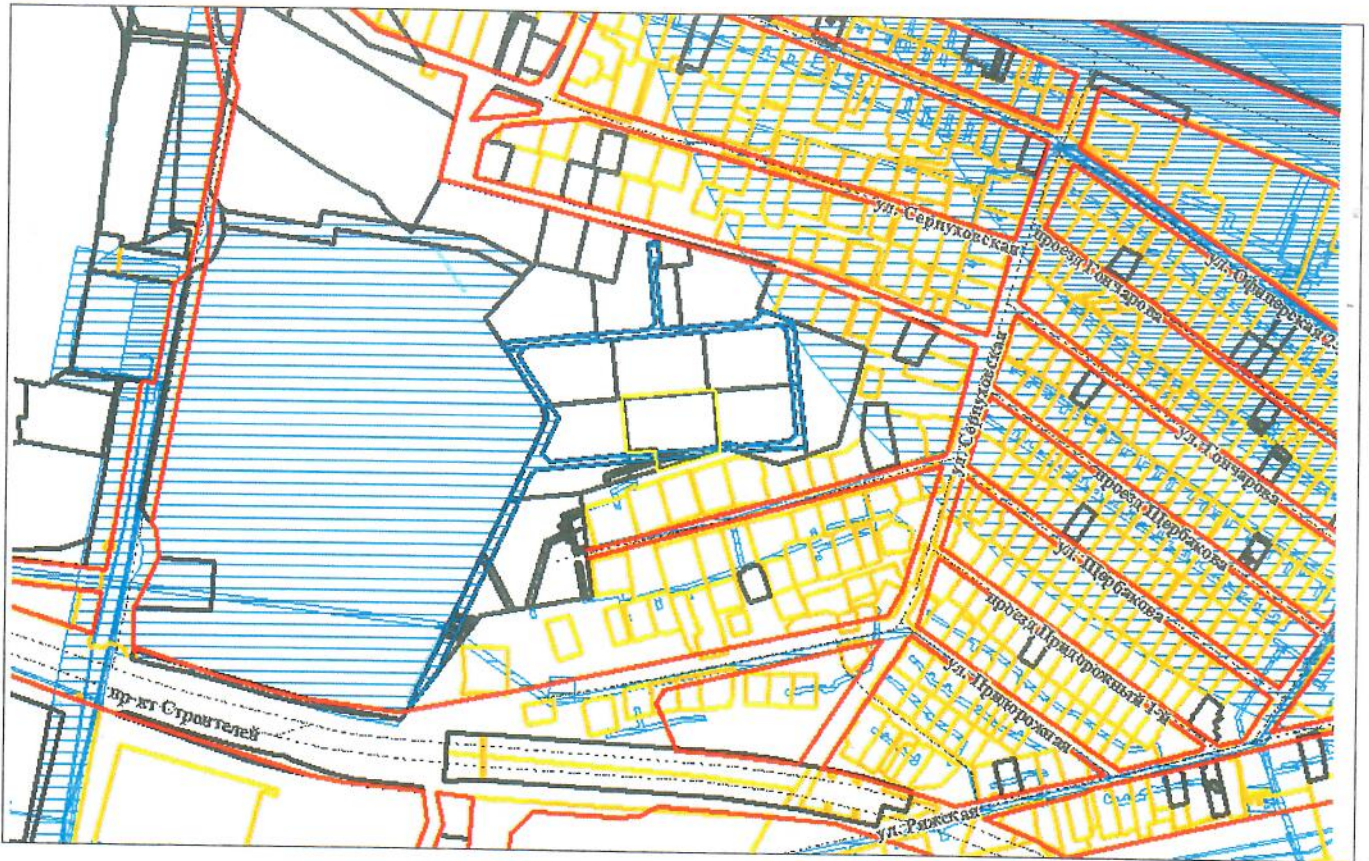 ул. Серпуховская
проезд Гончарова
ул. Офицерская
ул. Серпуховская
ул. Гончарова
проезд Щербакова
ул. Щербакова
проезд Придорожный 1-й
ул. Придорожная
пр-кт Строителей
ул. Ряжская